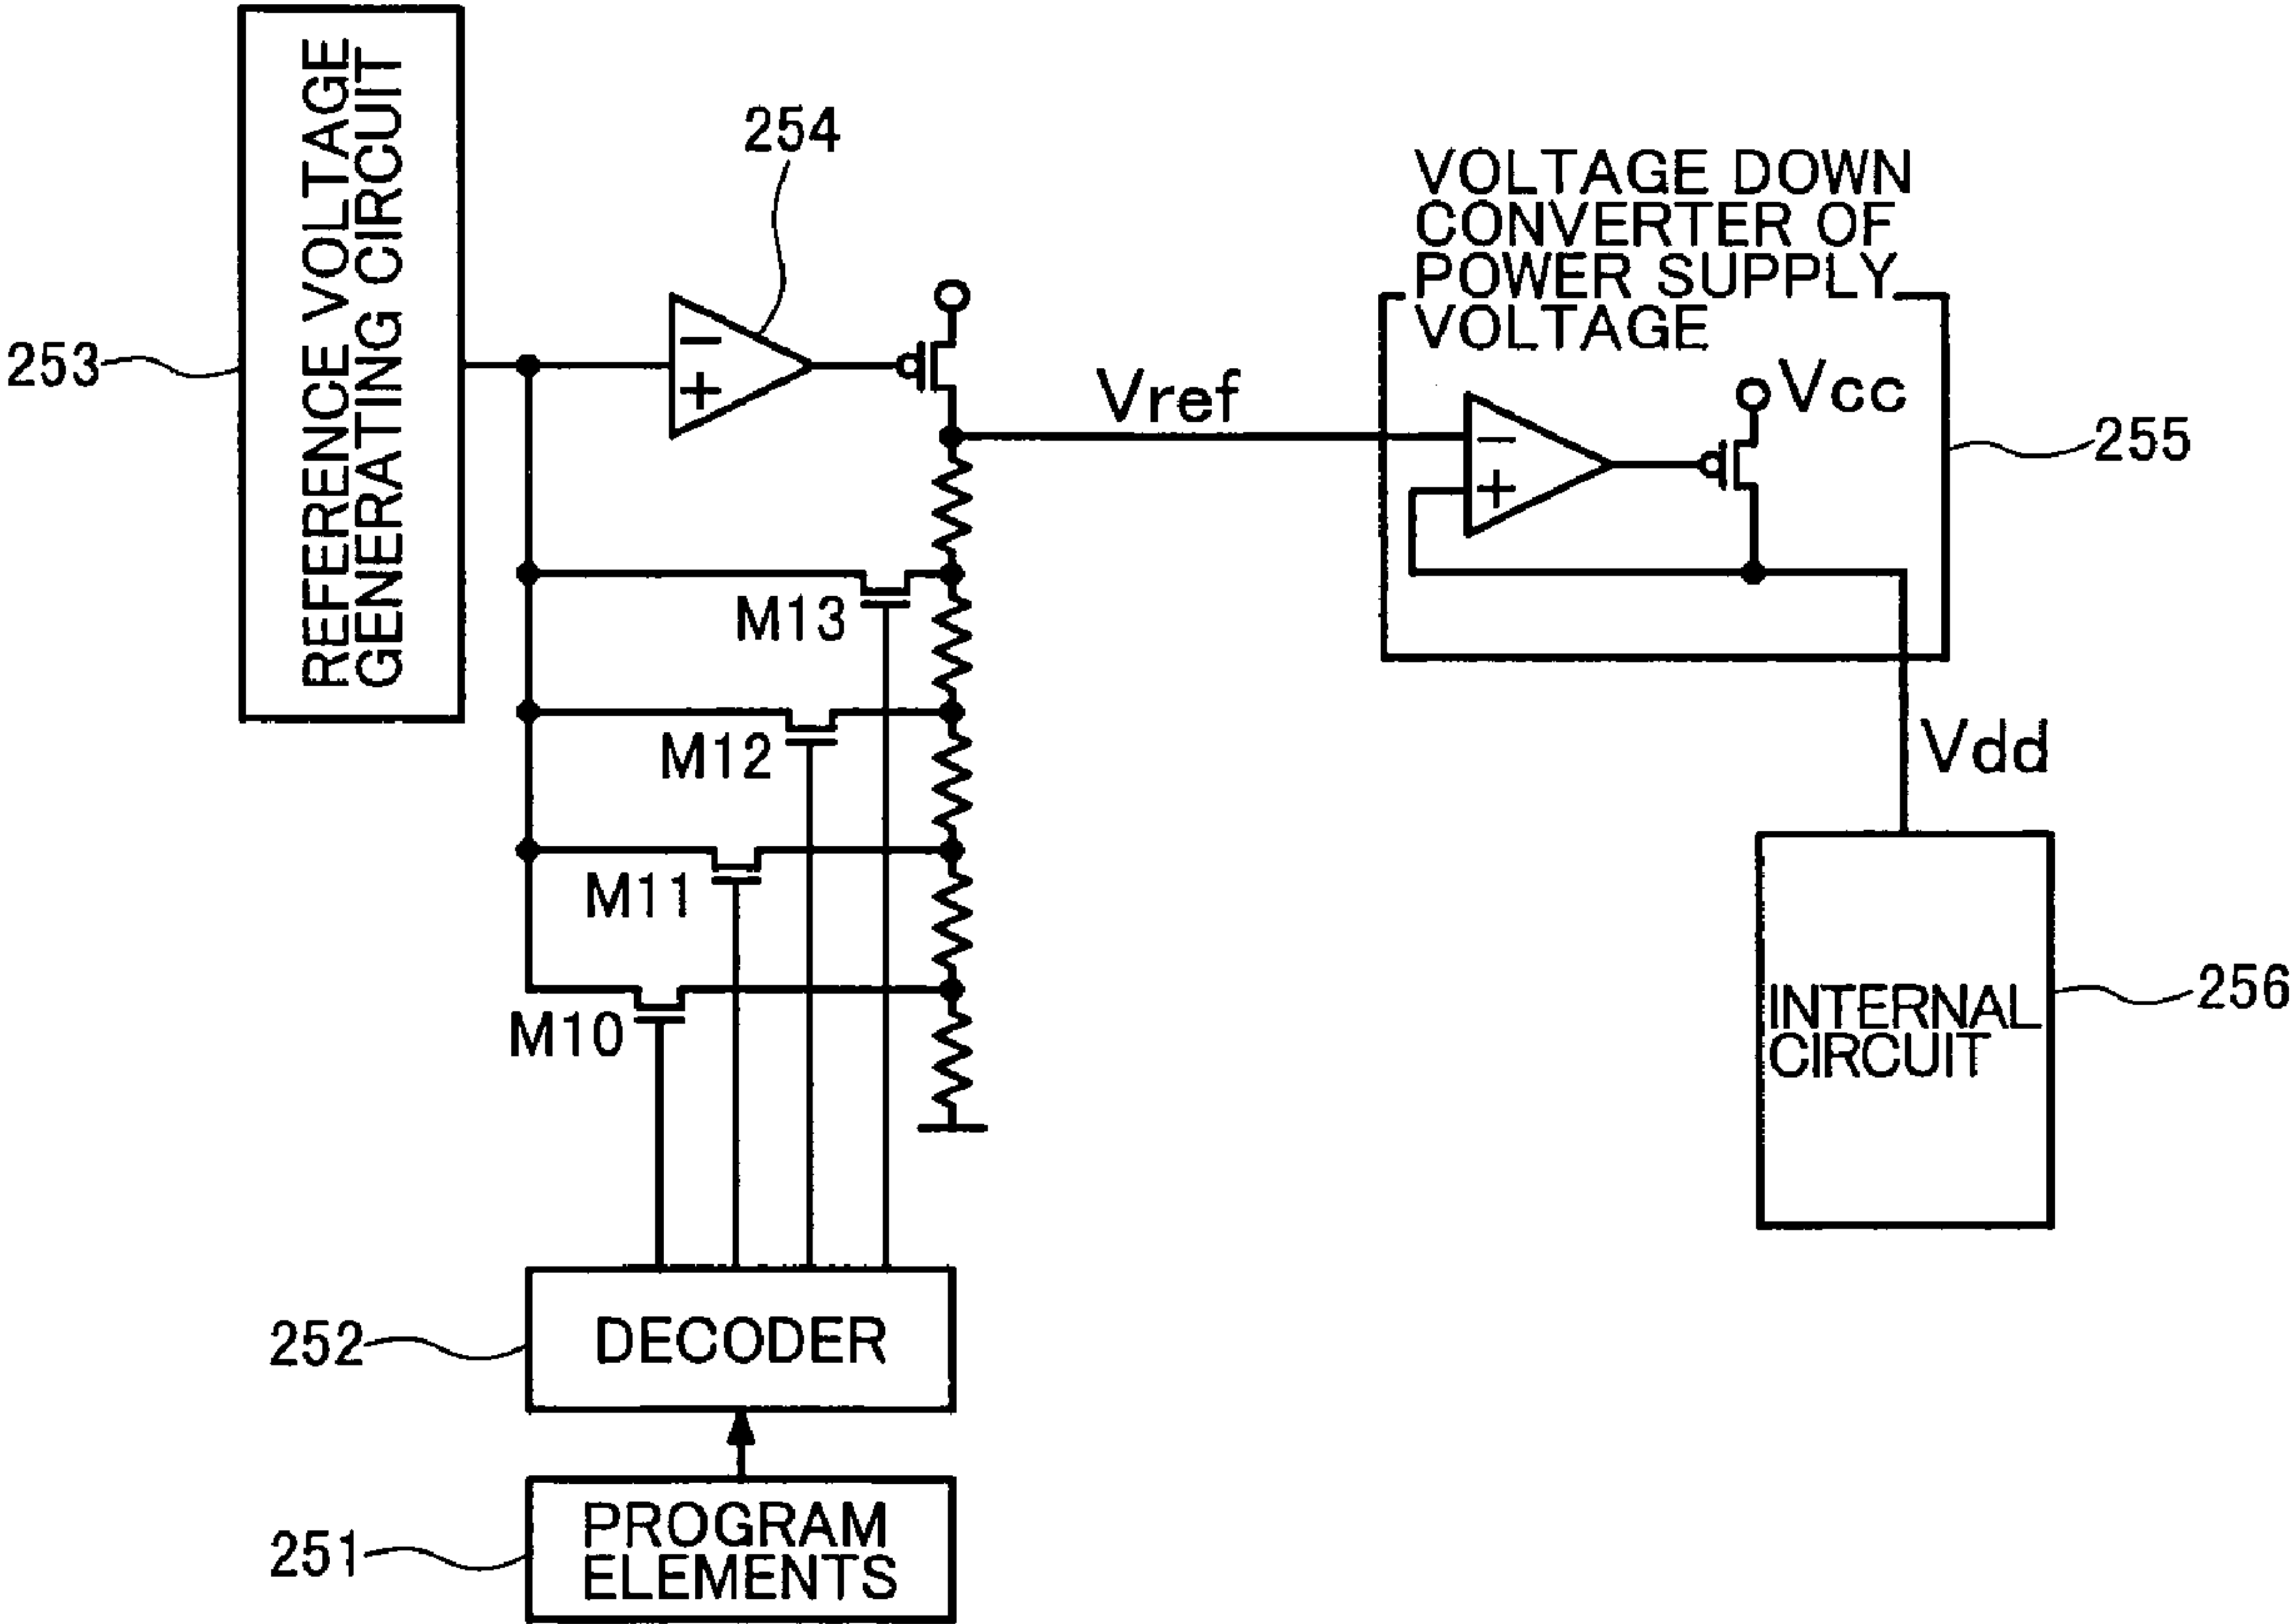 REFERENCE VOLTAGE
GENERATING CIRCUIT
253
254
−
+
Vref
VOLTAGE DOWN
CONVERTER OF
POWER SUPPLY
VOLTAGE
Vcc
−
+
255
M13
M12
Vdd
M11
M10
INTERNAL
CIRCUIT
256
252
DECODER
251
PROGRAM
ELEMENTS